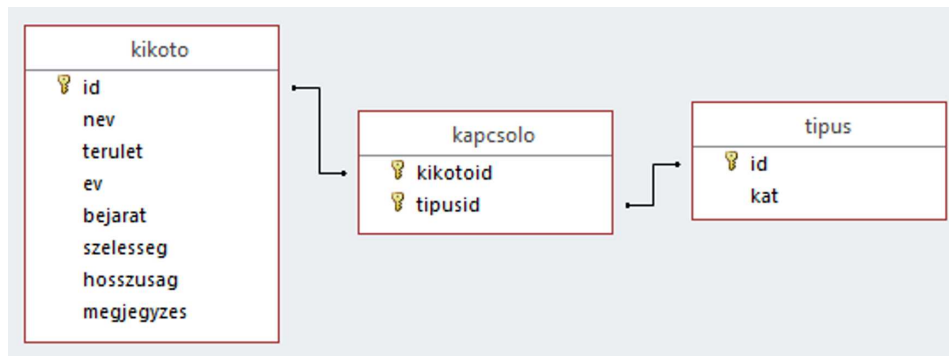 kikoto
id
nev
terulet
ev
bejarat
szelesseg
hosszusag
megjegyzes
kapcsolo
kikotoid
tipusid
tipus
id
kat